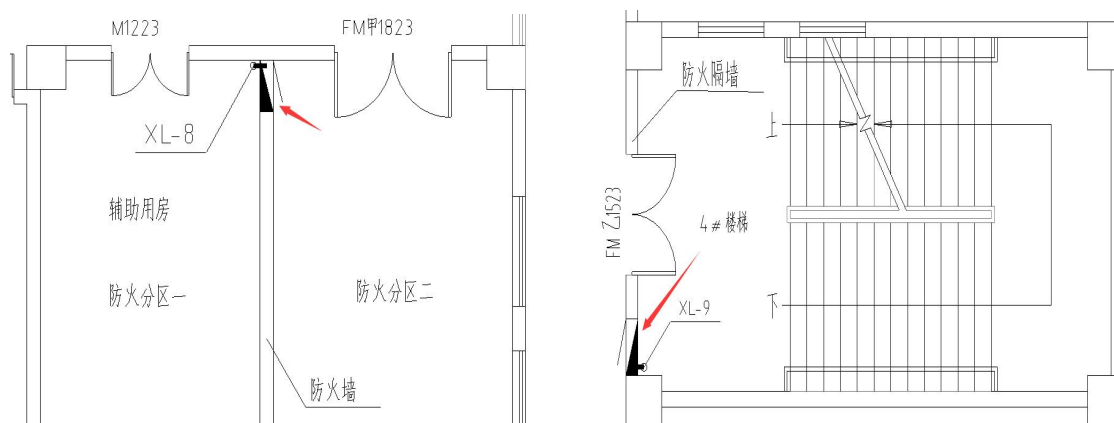 M1223
FM甲1823
XL-8
辅助用房
防火分区一
防火分区二
防火墙
防火隔墙
上
FM 乙1523
4#楼梯
XL-9
下